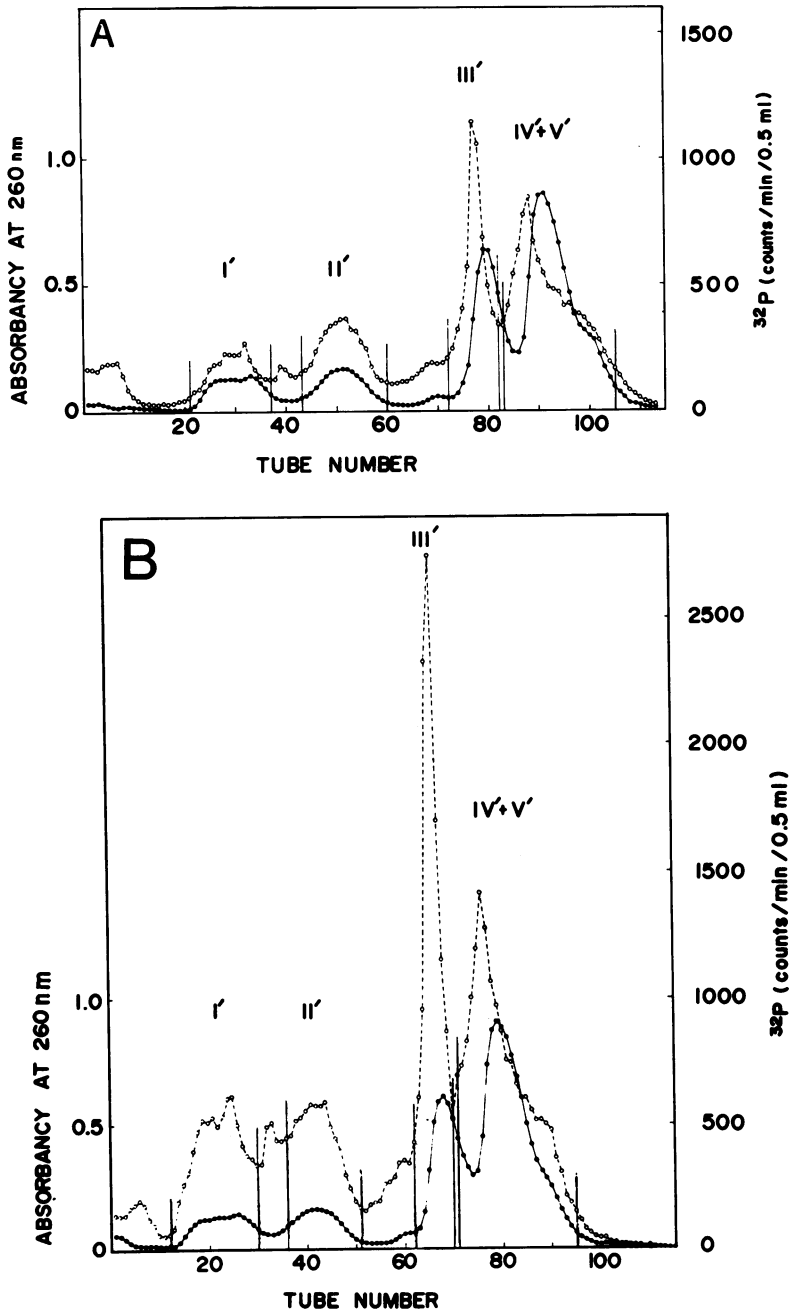 A
1500
III′
IV′+V′
1.0
1000
I′
II′
0.5
500
0
0
20
40
60
80
100
ABSORBANCY AT 260 nm
32P (counts/min/0.5 ml)
TUBE NUMBER
B
III′
2500
2000
IV′+V′
1500
1.0
1000
I′
II′
0.5
500
0
0
20
40
60
80
100
ABSORBANCY AT 260 nm
32P (counts/min/0.5 ml)
TUBE NUMBER